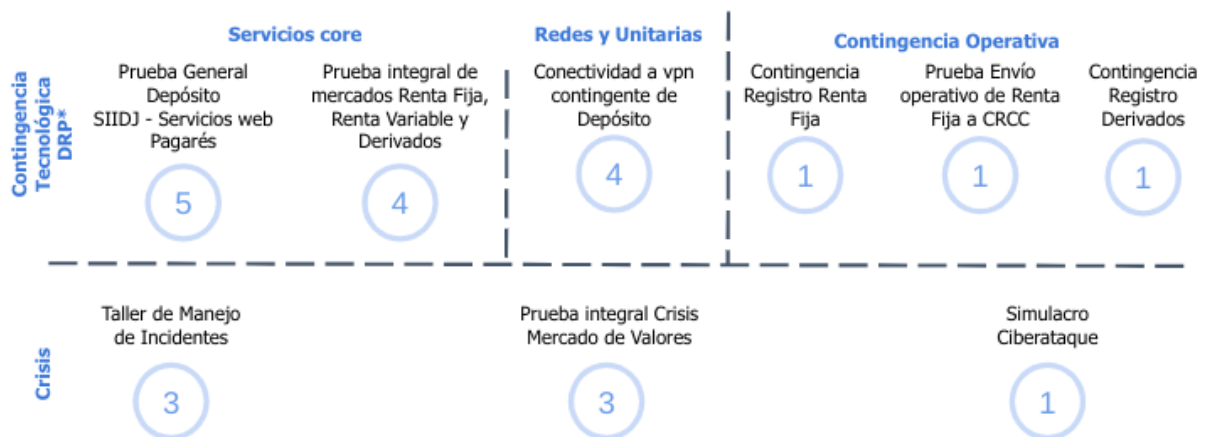 Servicios core
Redes y Unitarias
Contingencia Operativa
Contingencia
Tecnológica
DRP*
Prueba General
Depósito
SIIDJ - Servicios web
Pagarés
5
Prueba integral de
mercados Renta Fija,
Renta Variable y
Derivados
4
Conectividad a vpn
contingente de
Depósito
4
Contingencia
Registro Renta
Fija
1
Prueba Envío
operativo de Renta
Fija a CRCC
1
Contingencia
Registro
Derivados
1
Crisis
Taller de Manejo
de Incidentes
3
Prueba integral Crisis
Mercado de Valores
3
Simulacro
Ciberataque
1